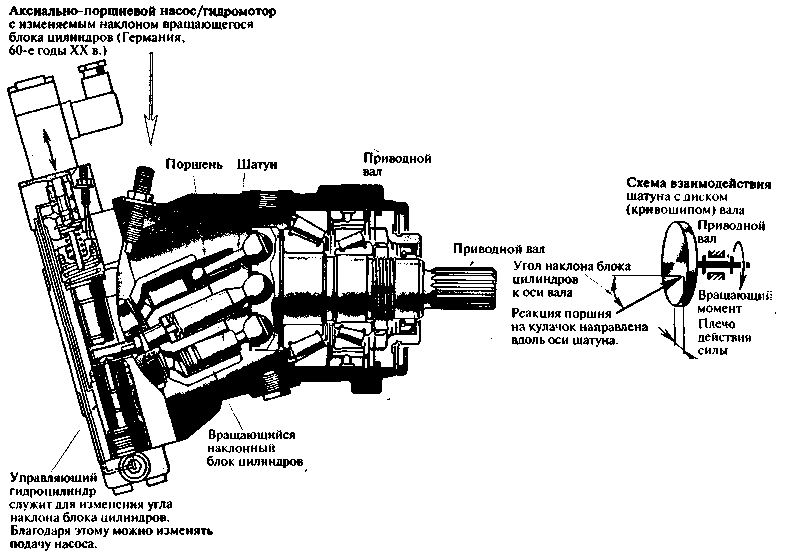 Аксиально-поршневой насос/гидромотор
с изменяемым наклоном вращающегося
блока цилиндров (Германия,
60-е годы XX в.)
Поршень
Шатун
Приводной
вал
Приводной вал
Вращающийся
наклонный
блок цилиндров
Управляющий
гидроцилиндр
служит для изменения угла
наклона блока цилиндров.
Благодаря этому можно изменять
подачу насоса.
Схема взаимодействия
шатуна с диском
(кривошипом) вала
Приводной
вал
Угол наклона блока
цилиндров
к оси вала
Реакция поршня
на кулачок направлена
вдоль оси шатуна.
Вращающий
момент
Плечо
действия
силы